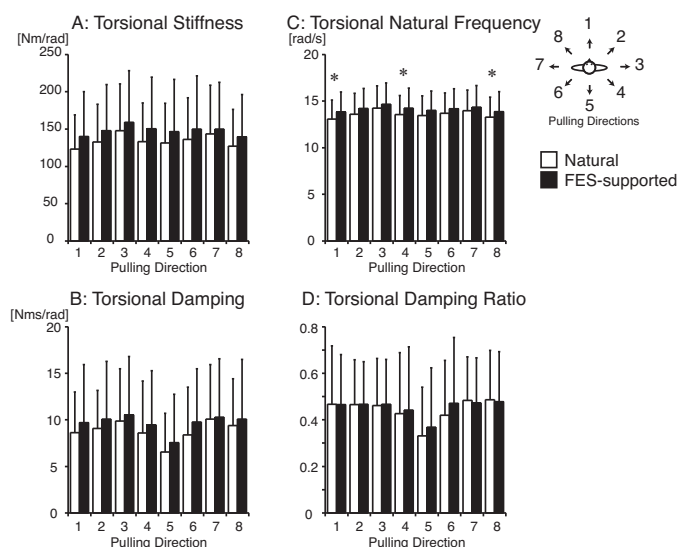 A: Torsional Stiffness
[Nm/rad]
250
200
150
100
50
0
1 2 3 4 5 6 7 8
Pulling Direction
C: Torsional Natural Frequency
[rad/s]
20
15
10
5
0
* * *
1 2 3 4 5 6 7 8
Pulling Direction
1
2
3
4
5
6
7
8
Pulling Directions
Natural
FES-supported
B: Torsional Damping
[Nms/rad]
20
15
10
5
0
1 2 3 4 5 6 7 8
Pulling Direction
D: Torsional Damping Ratio
0.8
0.6
0.4
0.2
0
1 2 3 4 5 6 7 8
Pulling Direction